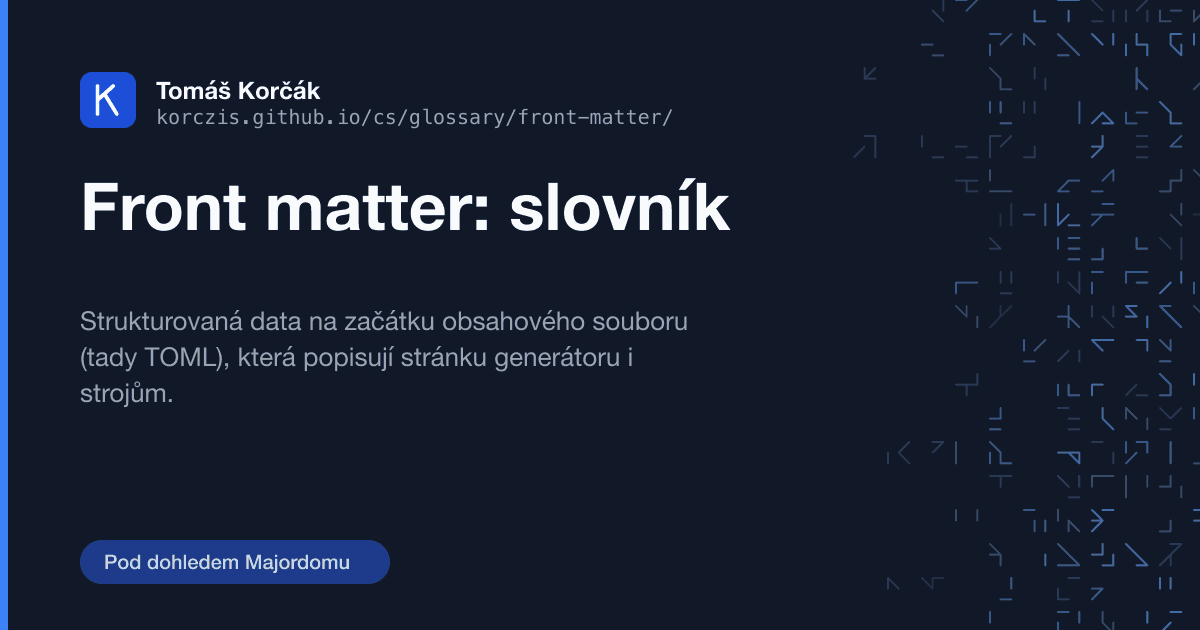 K
Tomáš Korčák
korczis.github.io/cs/glossary/front-matter/
Front matter: slovník
Strukturovaná data na začátku obsahového souboru
(tady TOML), která popisují stránku generátoru i
strojům.
Pod dohledem Majordomu